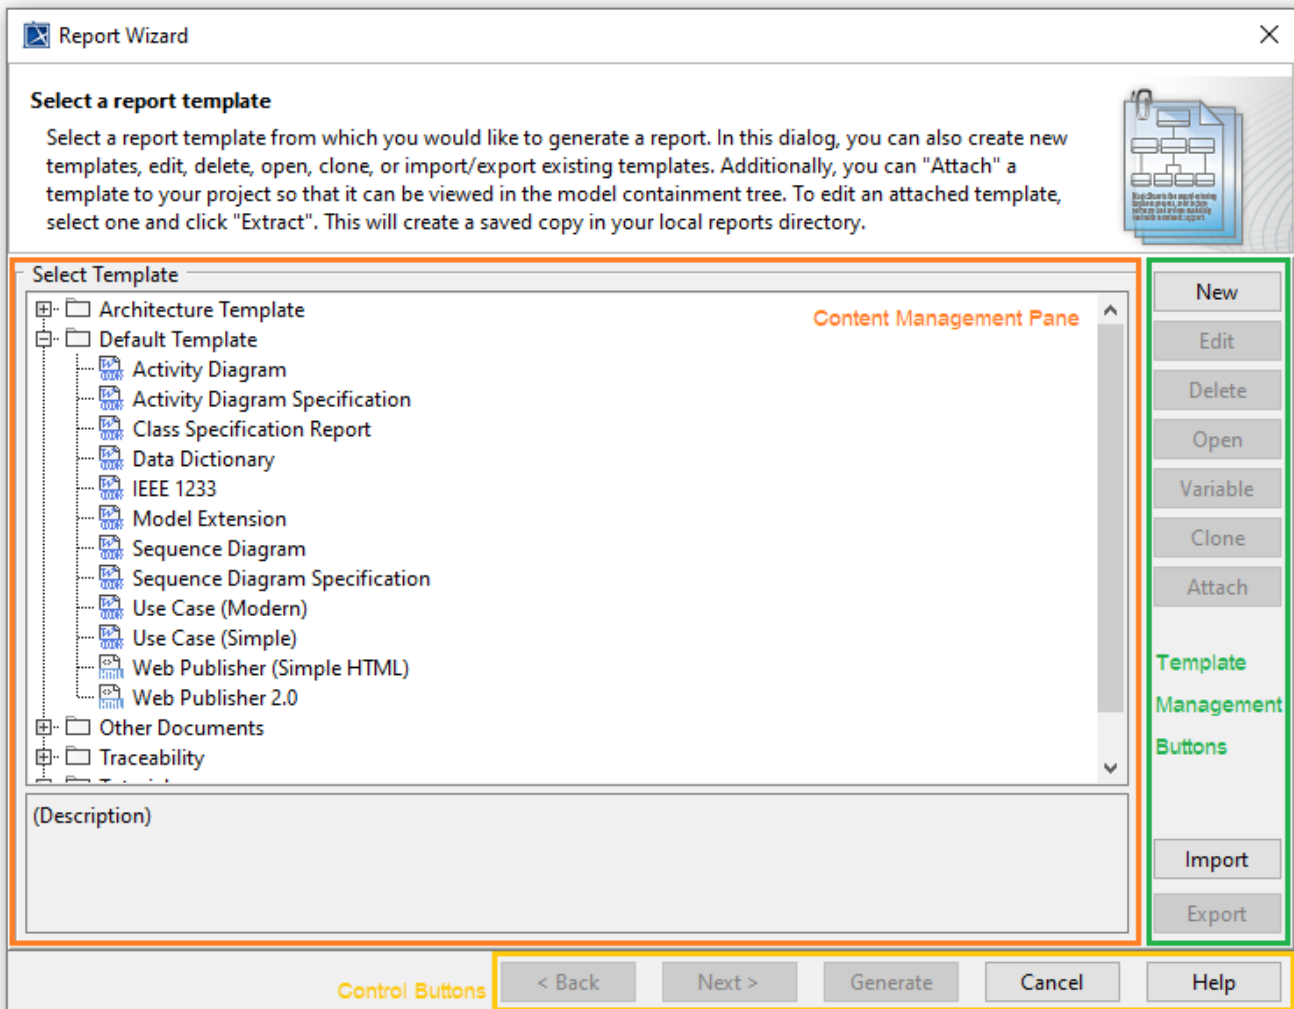 Report Wizard
Select a report template
Select a report template from which you would like to generate a report. In this dialog, you can also create new
templates, edit, delete, open, clone, or import/export existing templates. Additionally, you can "Attach" a
template to your project so that it can be viewed in the model containment tree. To edit an attached template,
select one and click "Extract". This will create a saved copy in your local reports directory.
Select Template
Architecture Template
Content Management Pane
Default Template
Activity Diagram
Activity Diagram Specification
Class Specification Report
Data Dictionary
IEEE 1233
Model Extension
Sequence Diagram
Sequence Diagram Specification
Use Case (Modern)
Use Case (Simple)
Web Publisher (Simple HTML)
Web Publisher 2.0
Other Documents
Traceability
(Description)
New
Edit
Delete
Open
Variable
Clone
Attach
Template
Management
Buttons
Import
Export
Control Buttons
< Back
Next >
Generate
Cancel
Help